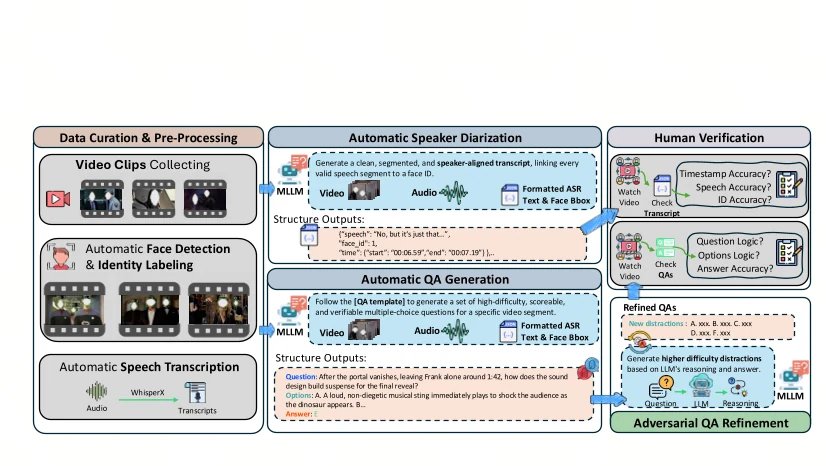 Data Curation & Pre-Processing
Video Clips Collecting
Automatic Face Detection
& Identity Labeling
Automatic Speech Transcription
WhisperX
Audio
Transcripts
Automatic Speaker Diarization
MLLM
Generate a clean, segmented, and speaker-aligned transcript, linking every
valid speech segment to a face ID.
Video
Audio
Formatted ASR
Text & Face Bbox
Structure Outputs:
{"speech": "No, but it's just that...",
"face_id": 1,
"time": {"start": "00:06.59","end": "00:07.19"} },..
Automatic QA Generation
MLLM
Follow the [QA template] to generate a set of high-difficulty, scoreable,
and verifiable multiple-choice questions for a specific video segment.
Video
Audio
Formatted ASR
Text & Face Bbox
Structure Outputs:
Question: After the portal vanishes, leaving Frank alone around 1:42, how does the sound
design build suspense for the final reveal?
Options: A. A loud, non-diegetic musical sting immediately plays to shock the audience as
the dinosaur appears. B...
Answer: E
Human Verification
Watch
Video
Check
Transcript
Timestamp Accuracy?
Speech Accuracy?
ID Accuracy?
Watch
Video
Check
QAs
Question Logic?
Options Logic?
Answer Accuracy?
Refined QAs
New distractions : A. xxx. B. xxx. C. xxx
D. xxx. F. xxx.
Generate higher difficulty distractions
based on LLM's reasoning and answer.
Question
LLM
Reasoning
MLLM
Adversarial QA Refinement